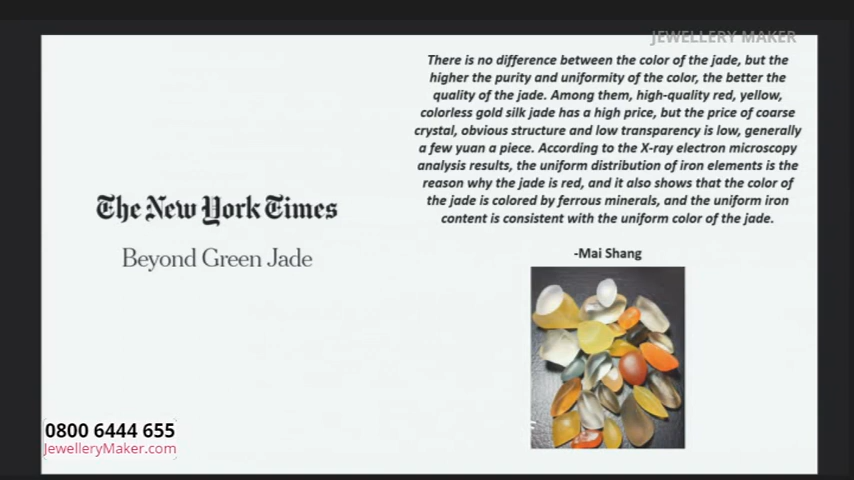 JEWELLERY MAKER
There is no difference between the color of the jade, but the
higher the purity and uniformity of the color, the better the
quality of the jade. Among them, high-quality red, yellow,
colorless gold silk jade has a high price, but the price of coarse
crystal, obvious structure and low transparency is low, generally
a few yuan a piece. According to the X-ray electron microscopy
analysis results, the uniform distribution of iron elements is the
reason why the jade is red, and it also shows that the color of
the jade is colored by ferrous minerals, and the uniform iron
content is consistent with the uniform color of the jade.
-Mai Shang
The New York Times
Beyond Green Jade
0800 6444 655
JewelleryMaker.com